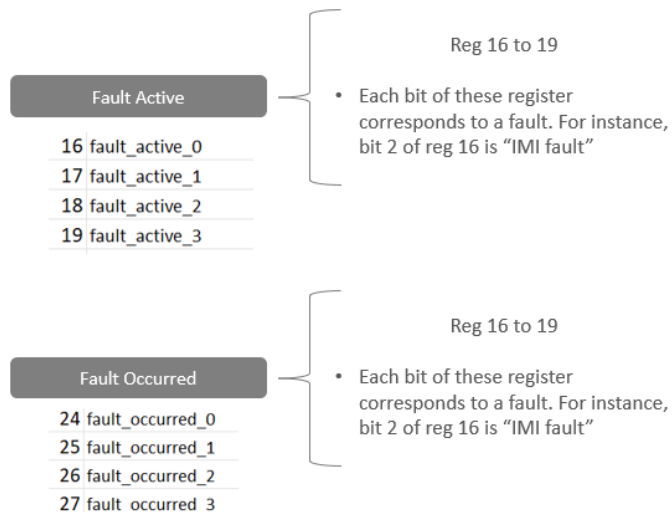 Reg 16 to 19
Fault Active
• Each bit of these register
corresponds to a fault. For instance,
bit 2 of reg 16 is “IMI fault”
16 fault_active_0
17 fault_active_1
18 fault_active_2
19 fault_active_3
Reg 16 to 19
Fault Occurred
• Each bit of these register
corresponds to a fault. For instance,
bit 2 of reg 16 is “IMI fault”
24 fault_occurred_0
25 fault_occurred_1
26 fault_occurred_2
27 fault_occurred_3